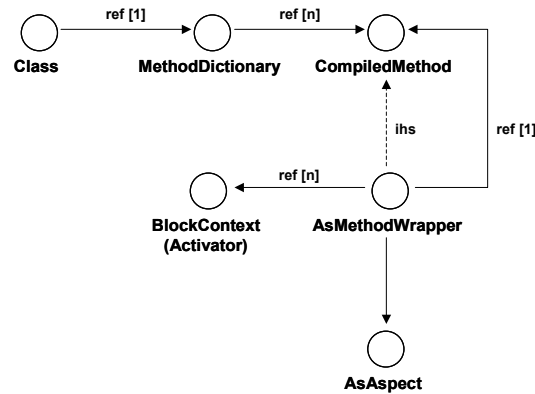 ref [1]
ref [n]
Class
MethodDictionary
CompiledMethod
ihs
ref [1]
ref [n]
BlockContext
(Activator)
AsMethodWrapper
AsAspect